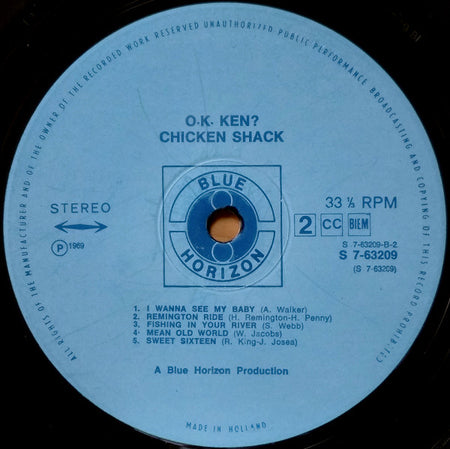 ALL RIGHTS OF THE MANUFACTURER AND OF THE OWNER OF THE RECORDED WORK RESERVED UNAUTHORIZED PUBLIC PERFORMANCE BROADCASTING AND COPYING OF THIS RECORD PROHIBITED
O.K. KEN?
CHICKEN SHACK
BLUE
HORIZON
STEREO
P 1969
33 ⅓ RPM
2 CC BIEM
S 7-63209-B-2
S 7-63209
(S 7-63209)
1. I WANNA SEE MY BABY (A. Walker)
2. REMINGTON RIDE (H. Remington-H. Penny)
3. FISHING IN YOUR RIVER (S. Webb)
4. MEAN OLD WORLD (W. Jacobs)
5. SWEET SIXTEEN (R. King-J. Josea)
A Blue Horizon Production
MADE IN HOLLAND